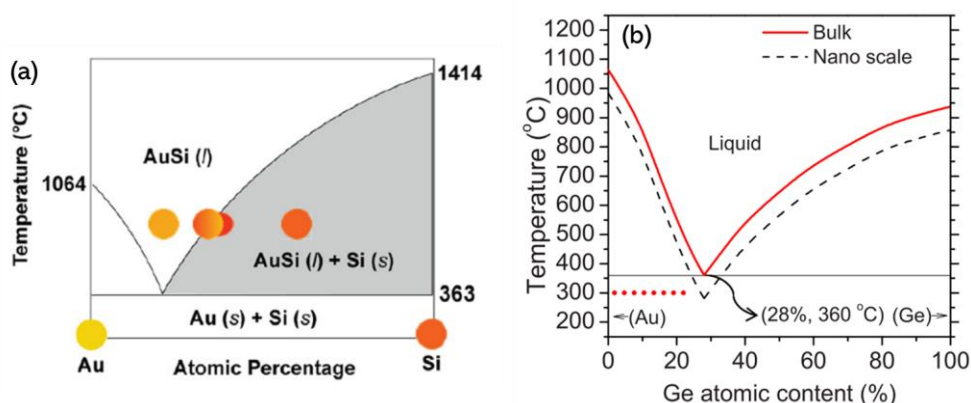 (a)
Temperature (°C)
1414
1064
363
AuSi (l)
AuSi (l) + Si (s)
Au (s) + Si (s)
Au
Si
Atomic Percentage
(b)
Temperature (°C)
1200
1100
1000
900
800
700
600
500
400
300
200
Bulk
Nano scale
Liquid
(Au)
(28%, 360 °C) (Ge)
0 20 40 60 80 100
Ge atomic content (%)